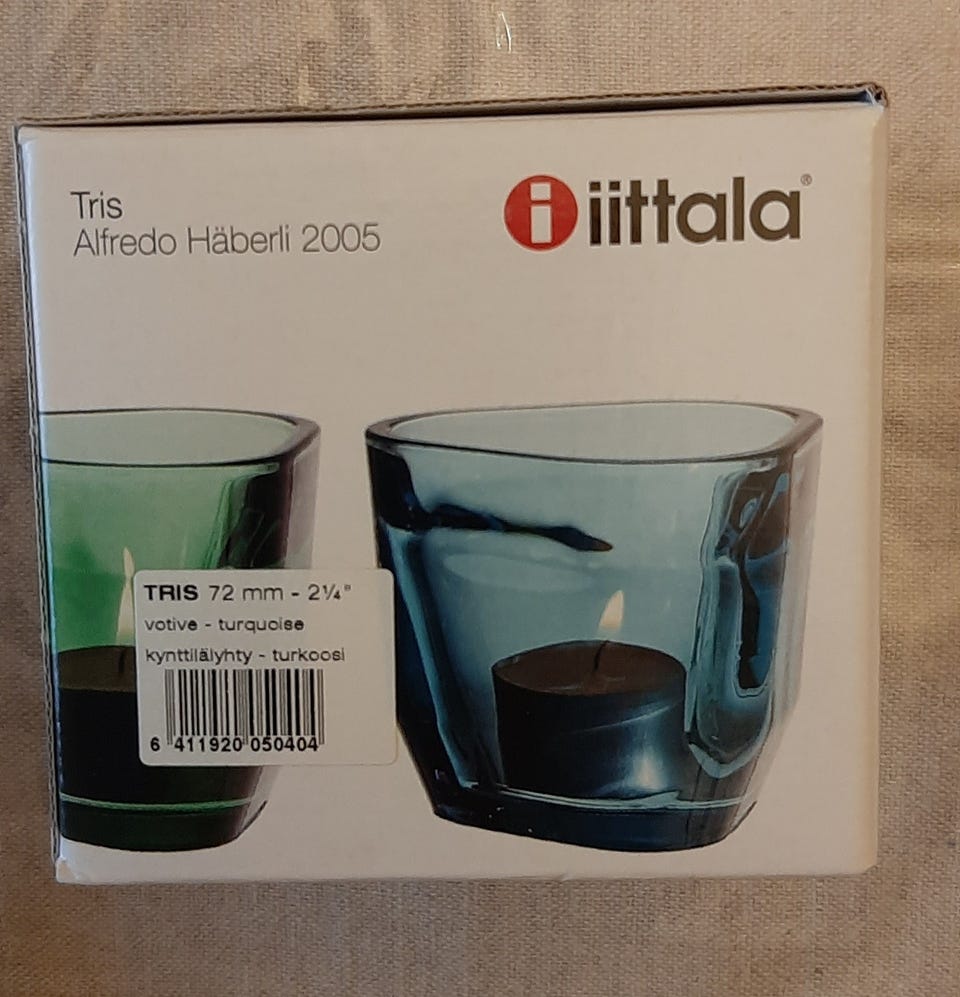 Tris
Alfredo Häberli 2005
i iittala®
TRIS 72 mm - 2¼"
votive - turquoise
kynttilälyhty - turkoosi
6 411920 050404